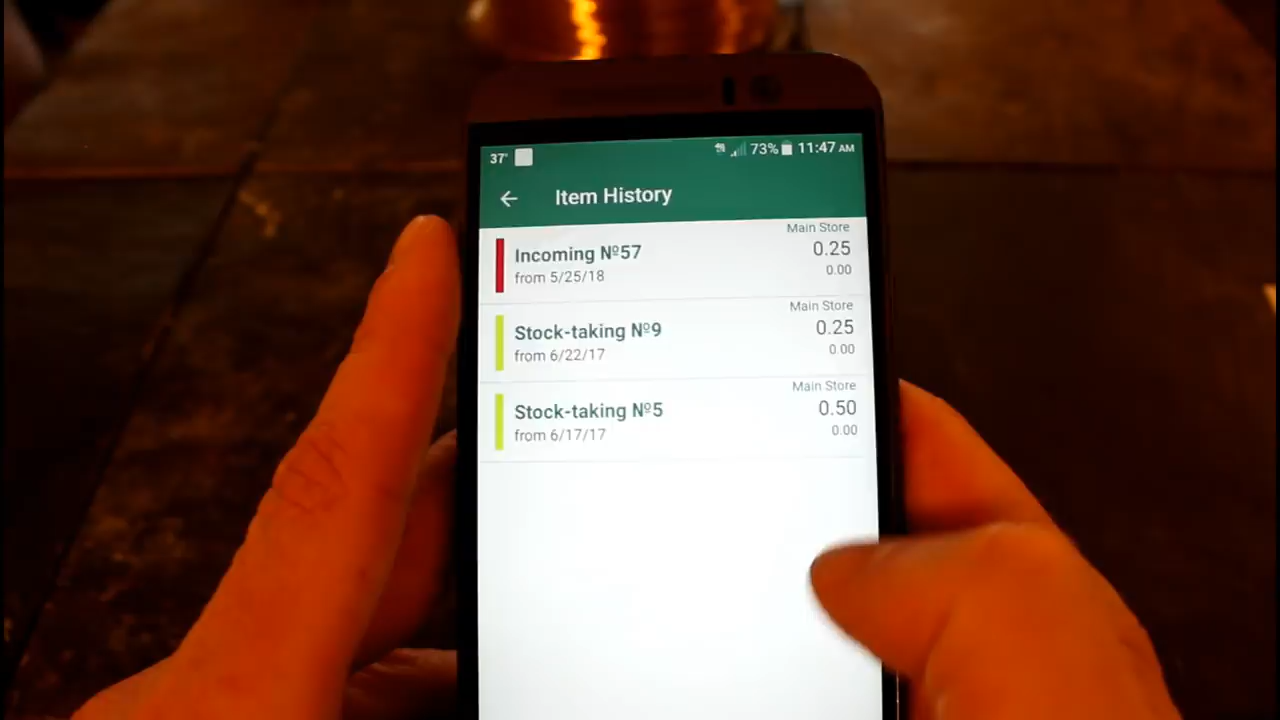 37° 73% 11:47 AM
Item History
Main Store
Incoming Nº57 0.25
from 5/25/18 0.00
Main Store
Stock-taking Nº9 0.25
from 6/22/17 0.00
Main Store
Stock-taking Nº5 0.50
from 6/17/17 0.00